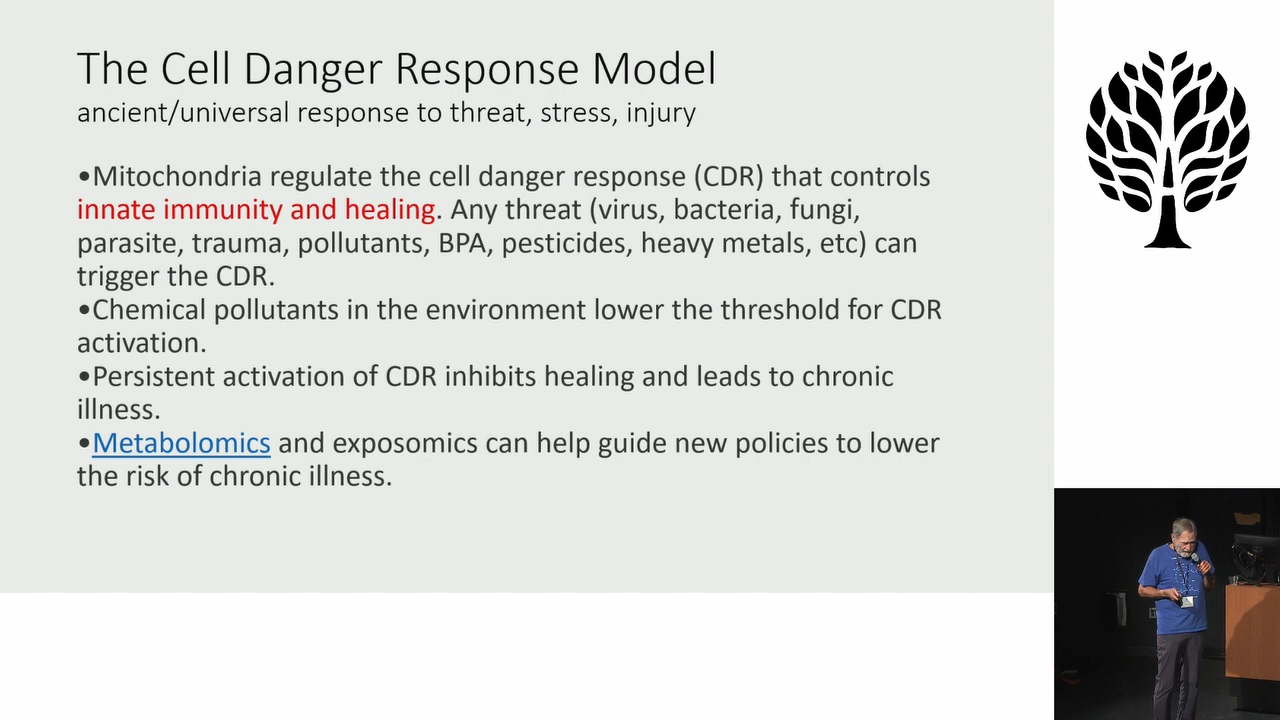 The Cell Danger Response Model
ancient/universal response to threat, stress, injury
•Mitochondria regulate the cell danger response (CDR) that controls
innate immunity and healing. Any threat (virus, bacteria, fungi,
parasite, trauma, pollutants, BPA, pesticides, heavy metals, etc) can
trigger the CDR.
•Chemical pollutants in the environment lower the threshold for CDR
activation.
•Persistent activation of CDR inhibits healing and leads to chronic
illness.
•Metabolomics and exposomics can help guide new policies to lower
the risk of chronic illness.